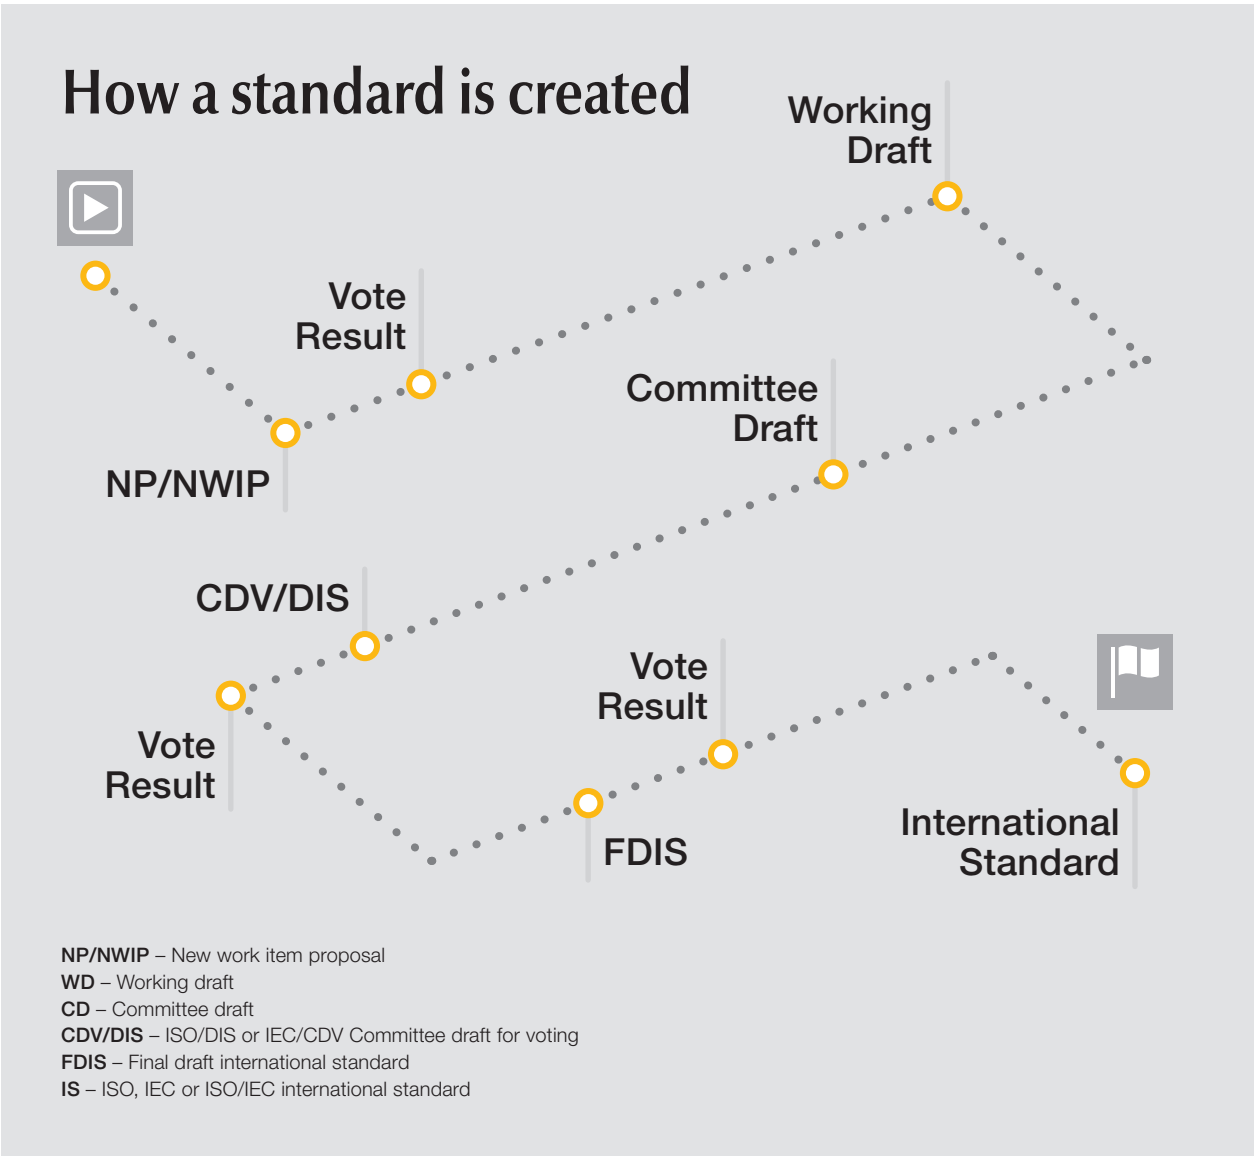 How a standard is created
Working
Draft
Vote
Result
Committee
Draft
NP/NWIP
CDV/DIS
Vote
Result
Vote
Result
FDIS
International
Standard
NP/NWIP – New work item proposal
WD – Working draft
CD – Committee draft
CDV/DIS – ISO/DIS or IEC/CDV Committee draft for voting
FDIS – Final draft international standard
IS – ISO, IEC or ISO/IEC international standard